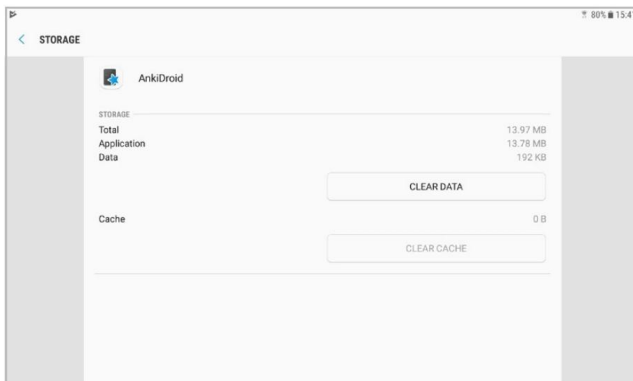 80% 15:4
STORAGE
AnkiDroid
STORAGE
Total 13.97 MB
Application 13.78 MB
Data 192 KB
CLEAR DATA
Cache 0 B
CLEAR CACHE